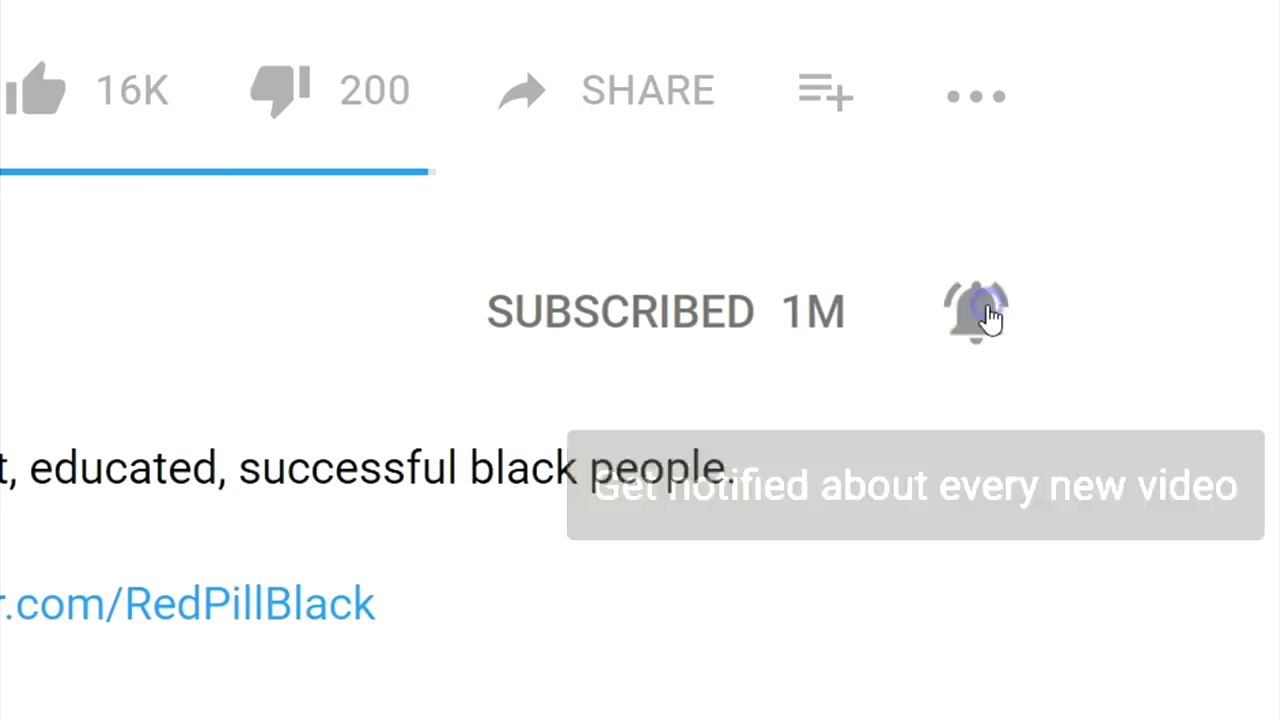 16K 200 SHARE
SUBSCRIBED 1M
t, educated, successful black people.
Get notified about every new video
r.com/RedPillBlack